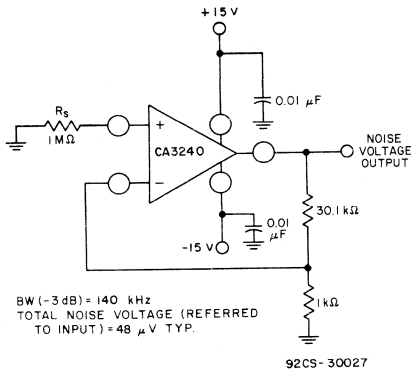 +15 V
0.01 μF
RS
1 MΩ
+
CA3240
−
NOISE
VOLTAGE
OUTPUT
30.1 kΩ
0.01
μF
-15 V
1 kΩ
BW (-3 dB) = 140 kHz
TOTAL NOISE VOLTAGE (REFERRED
TO INPUT) = 48 μV TYP.
92CS-30027